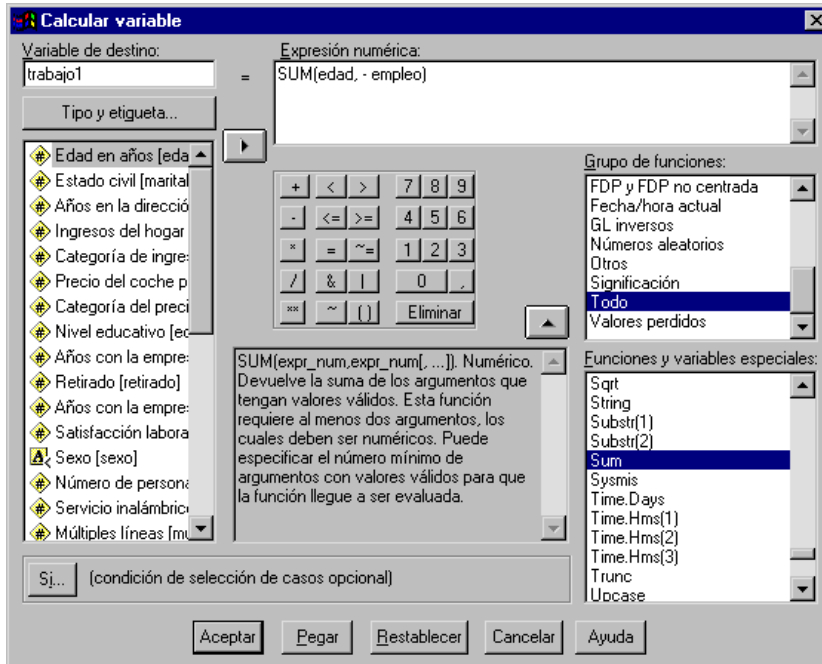 Calcular variable
Variable de destino:
trabajo1
=
Expresión numérica:
SUM(edad, - empleo)
Tipo y etiqueta...
Edad en años [eda
Estado civil [marital
Años en la direcció
Ingresos del hogar
Categoría de ingre:
Precio del coche p
Categoría del preci
Nivel educativo [ec
Años con la empre:
Retirado [retirado]
Años con la empre:
Satisfacción labora
Sexo [sexo]
Número de persona
Servicio inalámbric
Múltiples líneas [mu
+ < > 7 8 9
- <= >= 4 5 6
* = ~= 1 2 3
/ & | 0 ,
** ~ () Eliminar
SUM(expr_num,expr_num[, ...]). Numérico.
Devuelve la suma de los argumentos que
tengan valores válidos. Esta función
requiere al menos dos argumentos, los
cuales deben ser numéricos. Puede
especificar el número mínimo de
argumentos con valores válidos para que
la función llegue a ser evaluada.
Grupo de funciones:
FDP y FDP no centrada
Fecha/hora actual
GL inversos
Números aleatorios
Otros
Significación
Todo
Valores perdidos
Funciones y variables especiales:
Sqrt
String
Substr(1)
Substr(2)
Sum
Sysmis
Time.Days
Time.Hms(1)
Time.Hms(2)
Time.Hms(3)
Trunc
Upcase
Si... (condición de selección de casos opcional)
Aceptar Pegar Restablecer Cancelar Ayuda